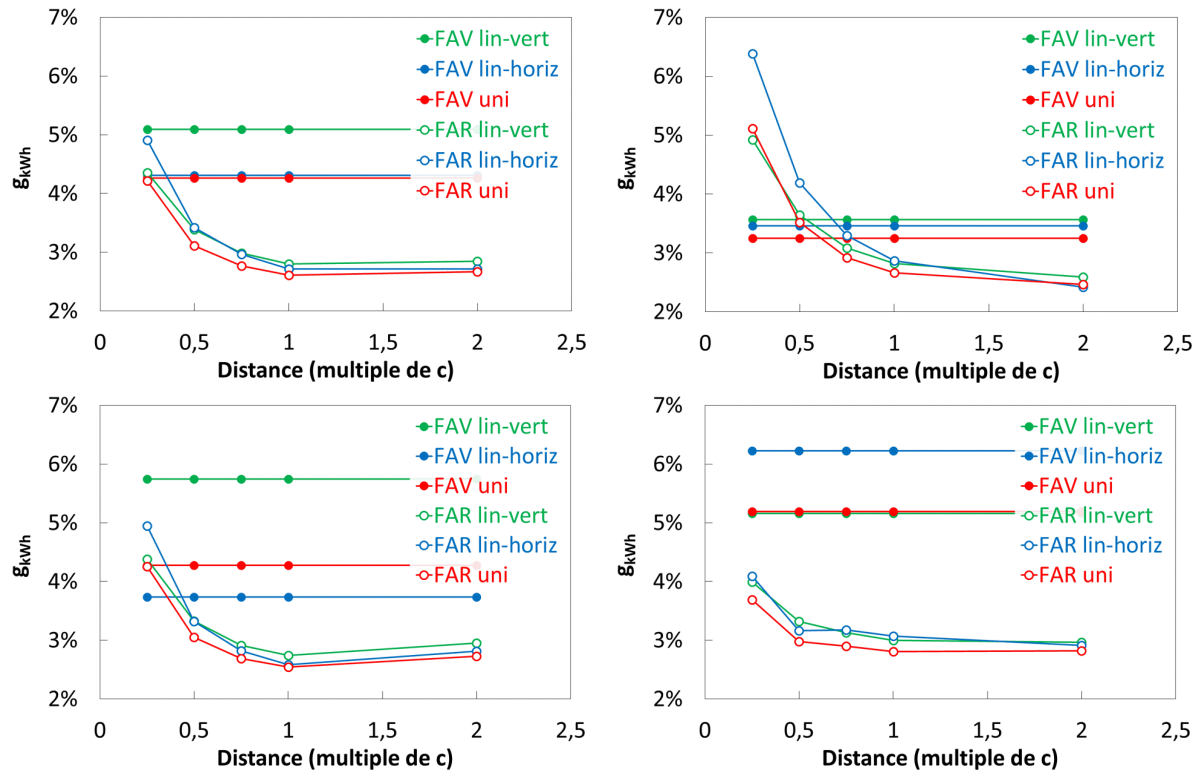 7%
6%
5%
4%
3%
2%
g kWh
0
0,5
1
1,5
2
2,5
Distance (multiple de c)
FAV lin-vert
FAV lin-horiz
FAV uni
FAR lin-vert
FAR lin-horiz
FAR uni
7%
6%
5%
4%
3%
2%
g kWh
0
0,5
1
1,5
2
2,5
Distance (multiple de c)
FAV lin-vert
FAV lin-horiz
FAV uni
FAR lin-vert
FAR lin-horiz
FAR uni
7%
6%
5%
4%
3%
2%
g kWh
0
0,5
1
1,5
2
2,5
Distance (multiple de c)
FAV lin-vert
FAV lin-horiz
FAV uni
FAR lin-vert
FAR lin-horiz
FAR uni
7%
6%
5%
4%
3%
2%
g kWh
0
0,5
1
1,5
2
2,5
Distance (multiple de c)
FAV lin-vert
FAV lin-horiz
FAV uni
FAR lin-vert
FAR lin-horiz
FAR uni